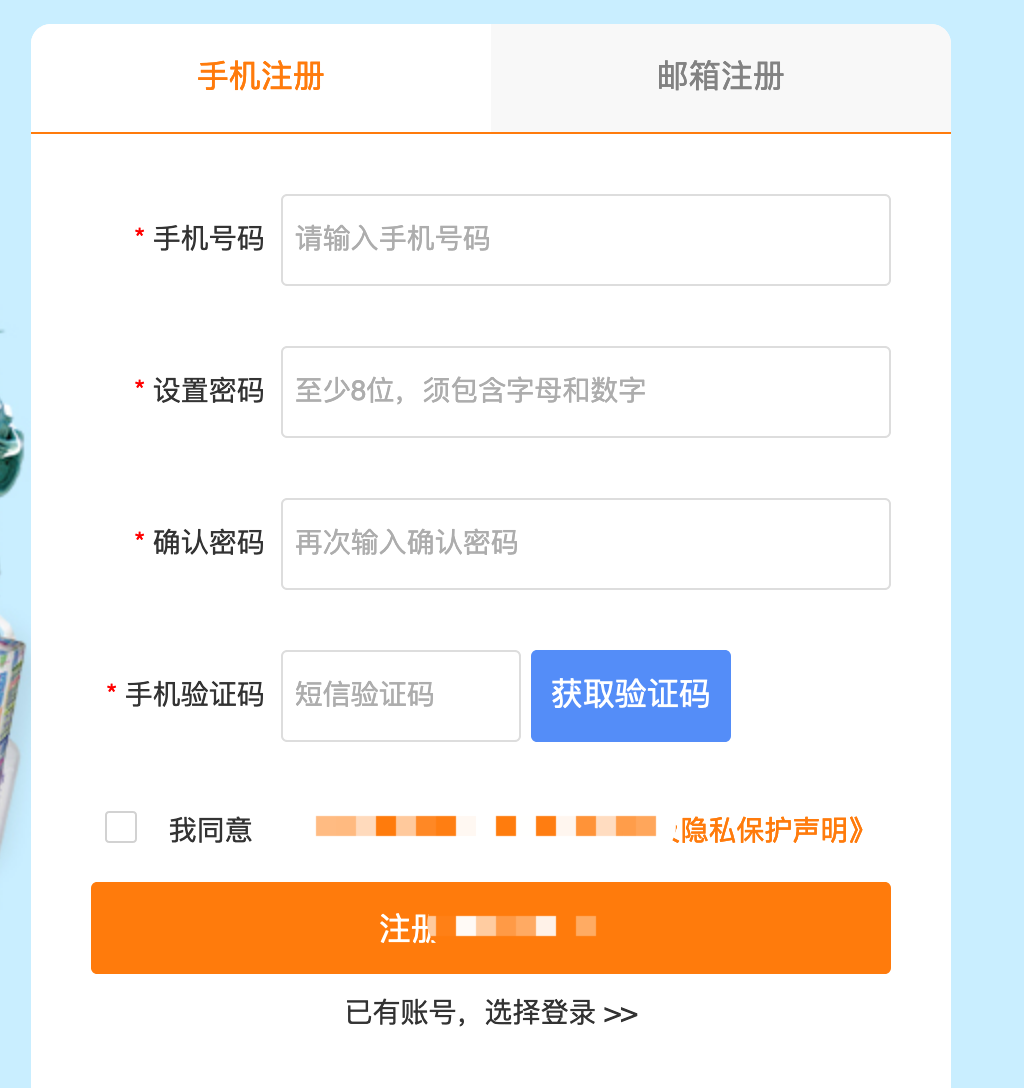 手机注册 邮箱注册
* 手机号码 请输入手机号码
* 设置密码 至少8位，须包含字母和数字
* 确认密码 再次输入确认密码
* 手机验证码 短信验证码 获取验证码
我同意 隐私保护声明》
注册
已有账号，选择登录 >>